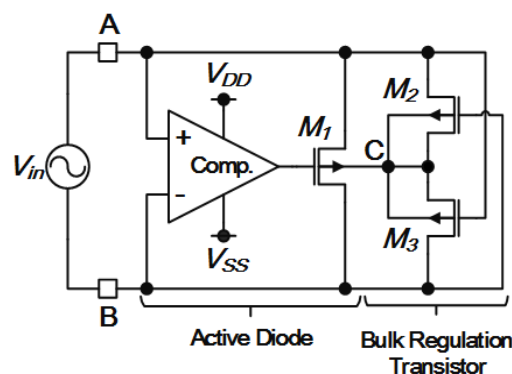 A
V_DD
M_2
M_1
+
Comp.
C
V_in
-
M_3
V_SS
B
Active Diode
Bulk Regulation
Transistor